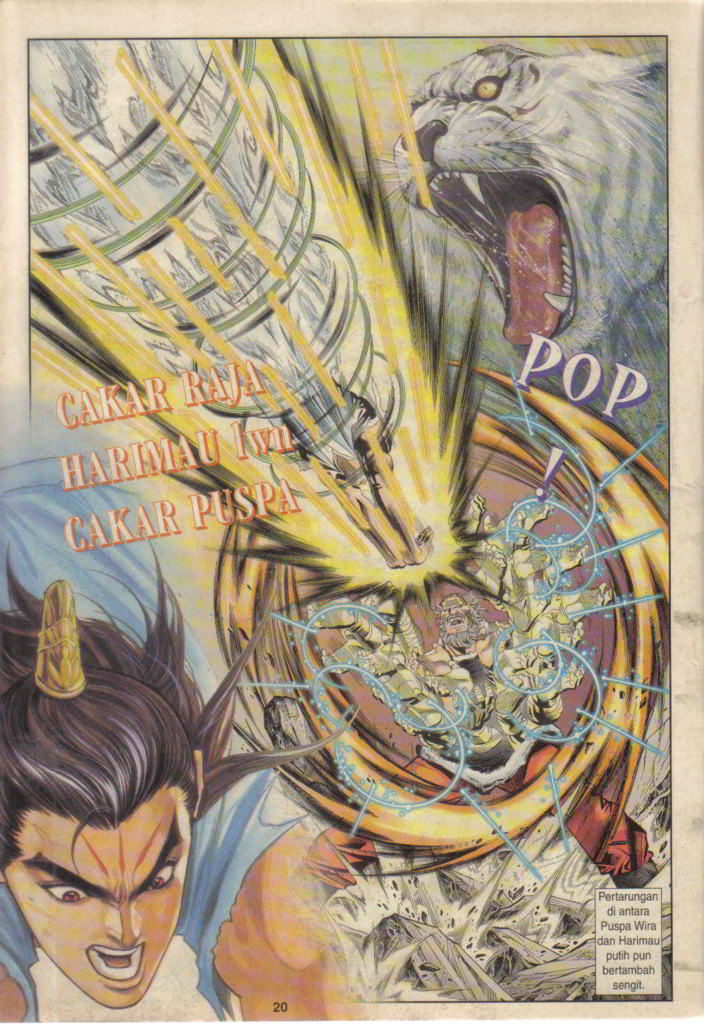 CAKAR RAJA
HARIMAU lwn
CAKAR PUSPA
POP
!
Pertarungan
di antara
Puspa Wira
dan Harimau
putih pun
bertambah
sengit.
20